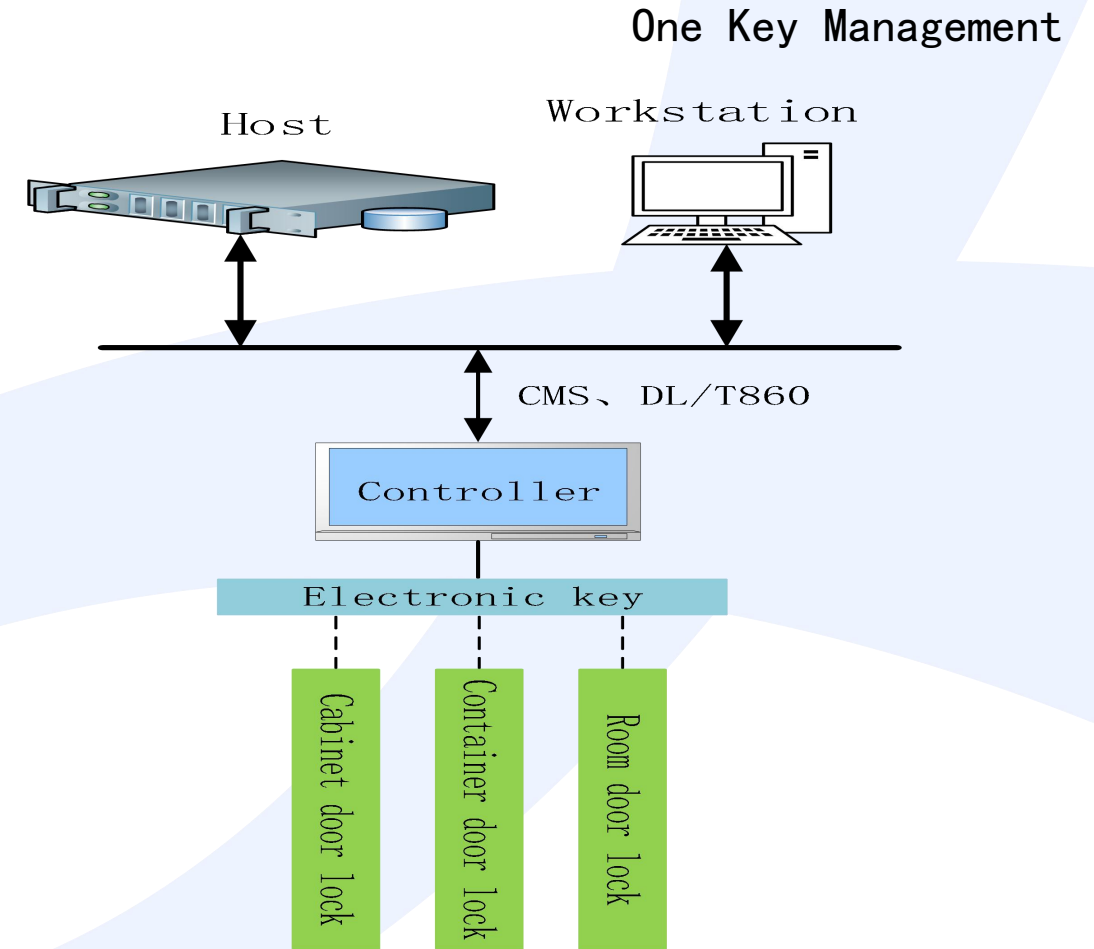 One Key Management
Host
Workstation
CMS、DL/T860
Controller
Electronic key
Cabinet door lock
Container door lock
Room door lock